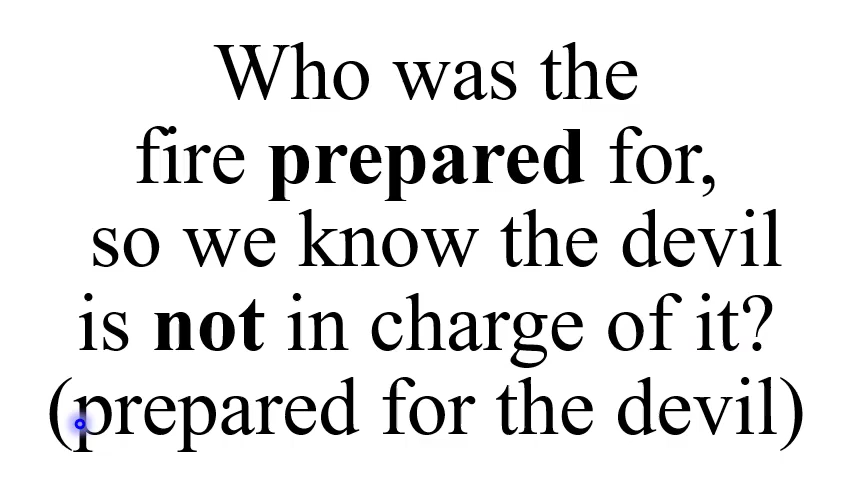 Who was the
fire prepared for,
so we know the devil
is not in charge of it?
(prepared for the devil)